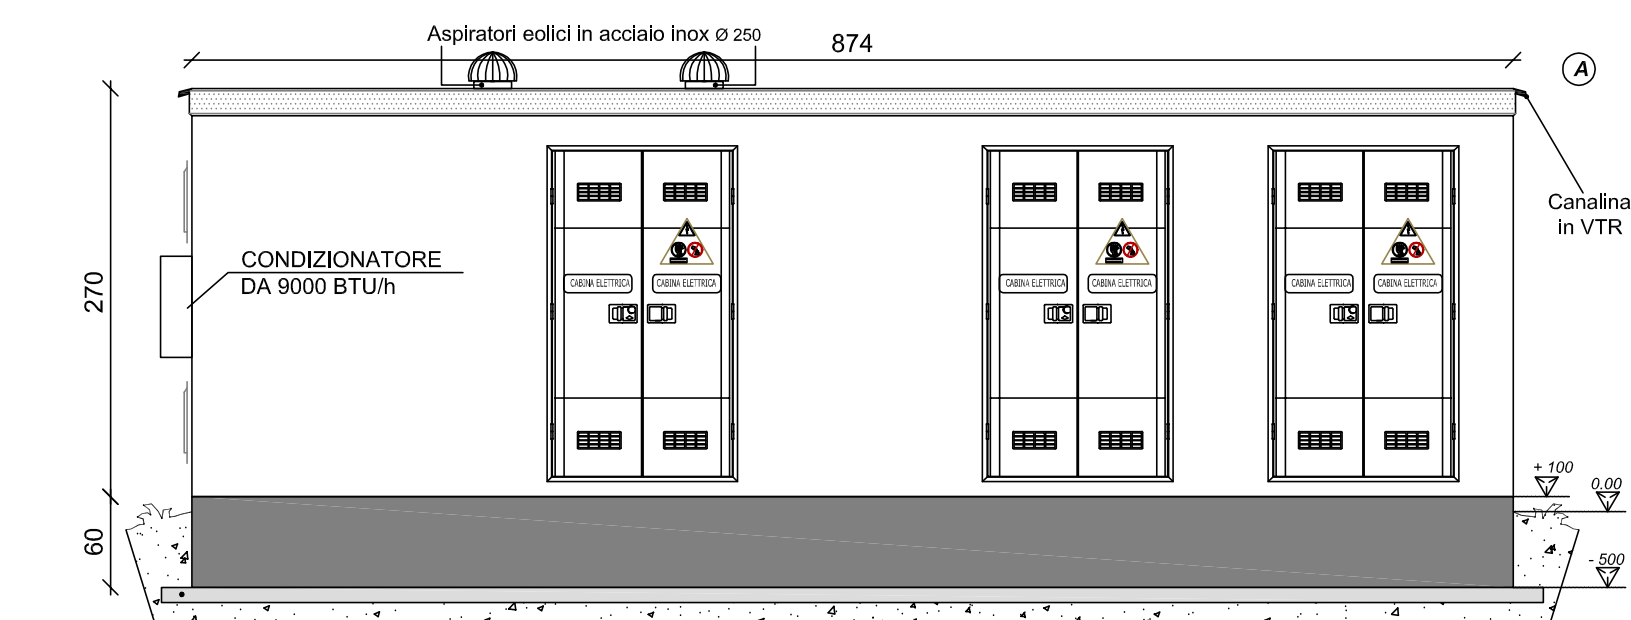 Aspiratori eolici in acciaio inox Ø 250
874
A
Canalina
in VTR
CONDIZIONATORE
DA 9000 BTU/h
270
60
CABINA ELETTRICA
CABINA ELETTRICA
CABINA ELETTRICA
CABINA ELETTRICA
CABINA ELETTRICA
CABINA ELETTRICA
+ 100
0.00
- 500